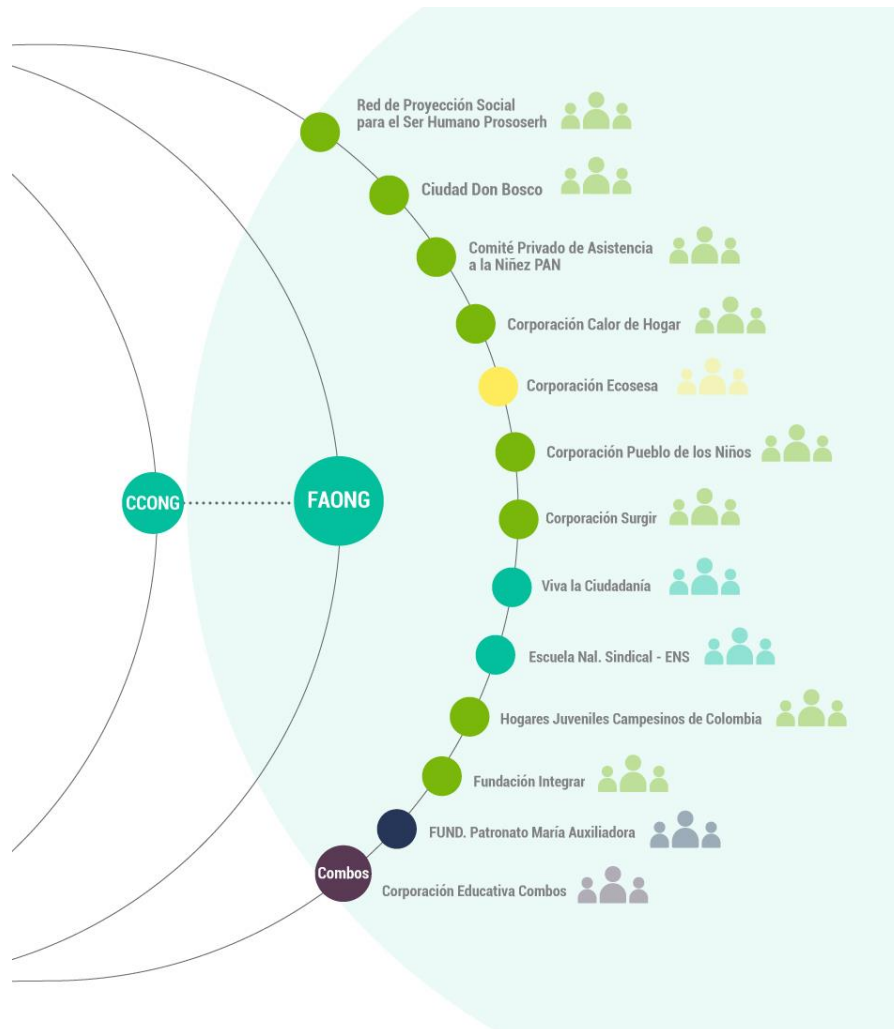 Red de Proyección Social
para el Ser Humano Prososerh
Ciudad Don Bosco
Comité Privado de Asistencia
a la Niñez PAN
Corporación Calor de Hogar
Corporación Ecosesa
Corporación Pueblo de los Niños
CCONG
FAONG
Corporación Surgir
Viva la Ciudadanía
Escuela Nal. Sindical - ENS
Hogares Juveniles Campesinos de Colombia
Fundación Integrar
FUND. Patronato María Auxiliadora
Combos
Corporación Educativa Combos